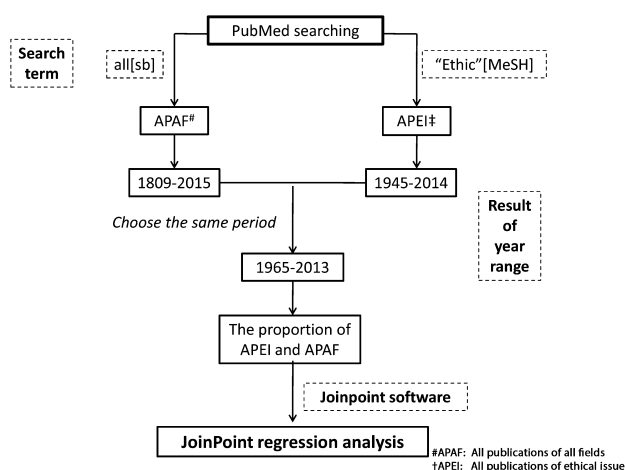 PubMed searching
Search
term
all[sb]
“Ethic”[MeSH]
APAF#
APEI‡
1809-2015
1945-2014
Choose the same period
Result
of
year
range
1965-2013
The proportion of
APEI and APAF
Joinpoint software
JoinPoint regression analysis
#APAF: All publications of all fields
†APEI: All publications of ethical issue